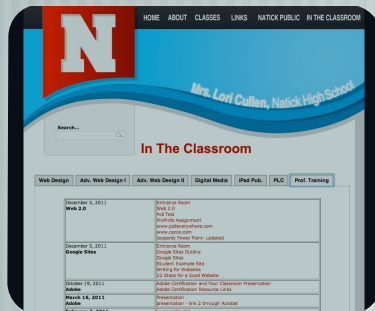 N
HOME ABOUT CLASSES LINKS NATICK PUBLIC IN THE CLASSROOM
Mrs. Lori Cullen, Natick High School
Search...
In The Classroom
Web Design Adv. Web Design I Adv. Web Design II Digital Media iPad Pub. PLC Prof. Training
December 5, 2011
Web 2.0
Entrance Room
Web 2.0
Poll Test
ProProfs Assignment
www.polleverywhere.com
www.cacoo.com
Jeopardy Power Point- updated
December 5, 2011
Google Sites
Entrance Room
Google Sites Outline
Google Sites
Student Example Site
Writing for Websites
22 Steps for a Good Website
October 19, 2011
Adobe
Adobe Certification and Your Classroom Presentation
Adobe Certification Resource Links
March 16, 2011
Adobe
Presentation
presentation - link 2 through Acrobat